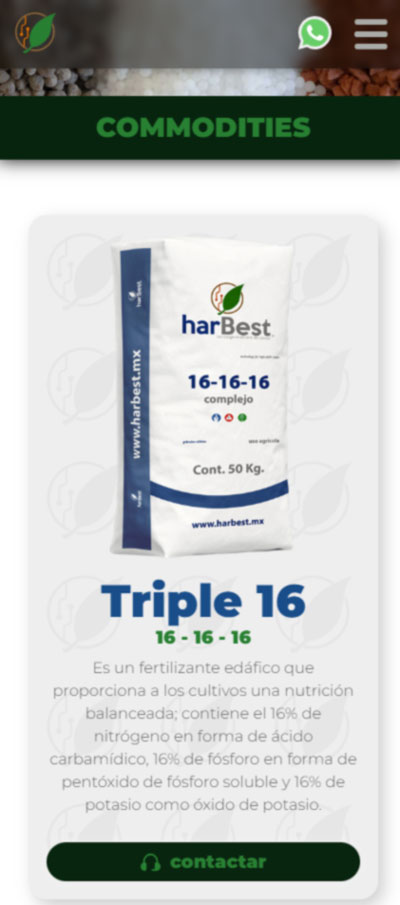 COMMODITIES
harBest
www.harbest.mx
harBest
16-16-16
complejo
uso agrícola
Cont. 50 Kg.
www.harbest.mx
Triple 16
16 - 16 - 16
Es un fertilizante edáfico que
proporciona a los cultivos una nutrición
balanceada; contiene el 16% de
nitrógeno en forma de ácido
carbamídico, 16% de fósforo en forma de
pentóxido de fósforo soluble y 16% de
potasio como óxido de potasio.
contactar